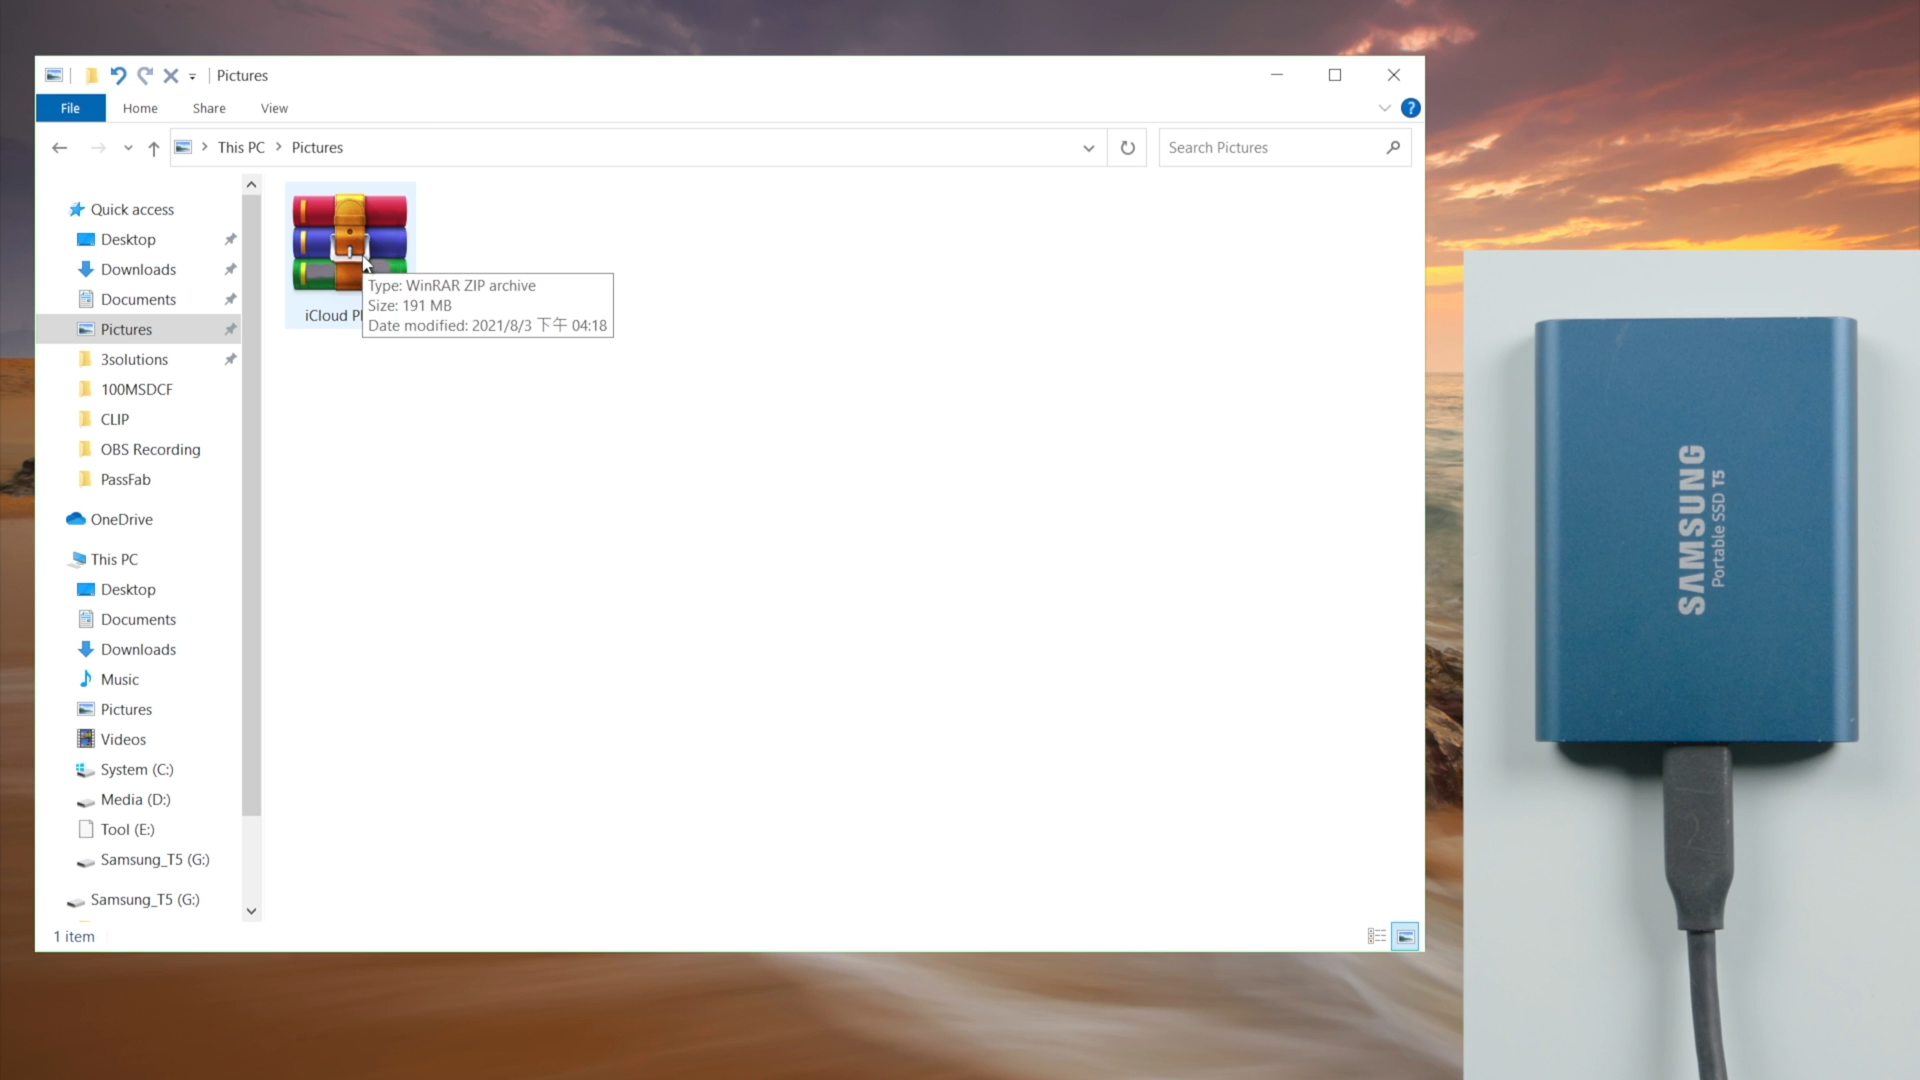 Pictures
File
Home
Share
View
?
This PC
Pictures
Search Pictures
Quick access
Desktop
Downloads
Documents
Pictures
3solutions
100MSDCF
CLIP
OBS Recording
PassFab
OneDrive
This PC
Desktop
Documents
Downloads
Music
Pictures
Videos
System (C:)
Media (D:)
Tool (E:)
Samsung_T5 (G:)
Samsung_T5 (G:)
iCloud
Type: WinRAR ZIP archive
Size: 191 MB
Date modified: 2021/8/3 下午 04:18
1 item
SAMSUNG
Portable SSD T5